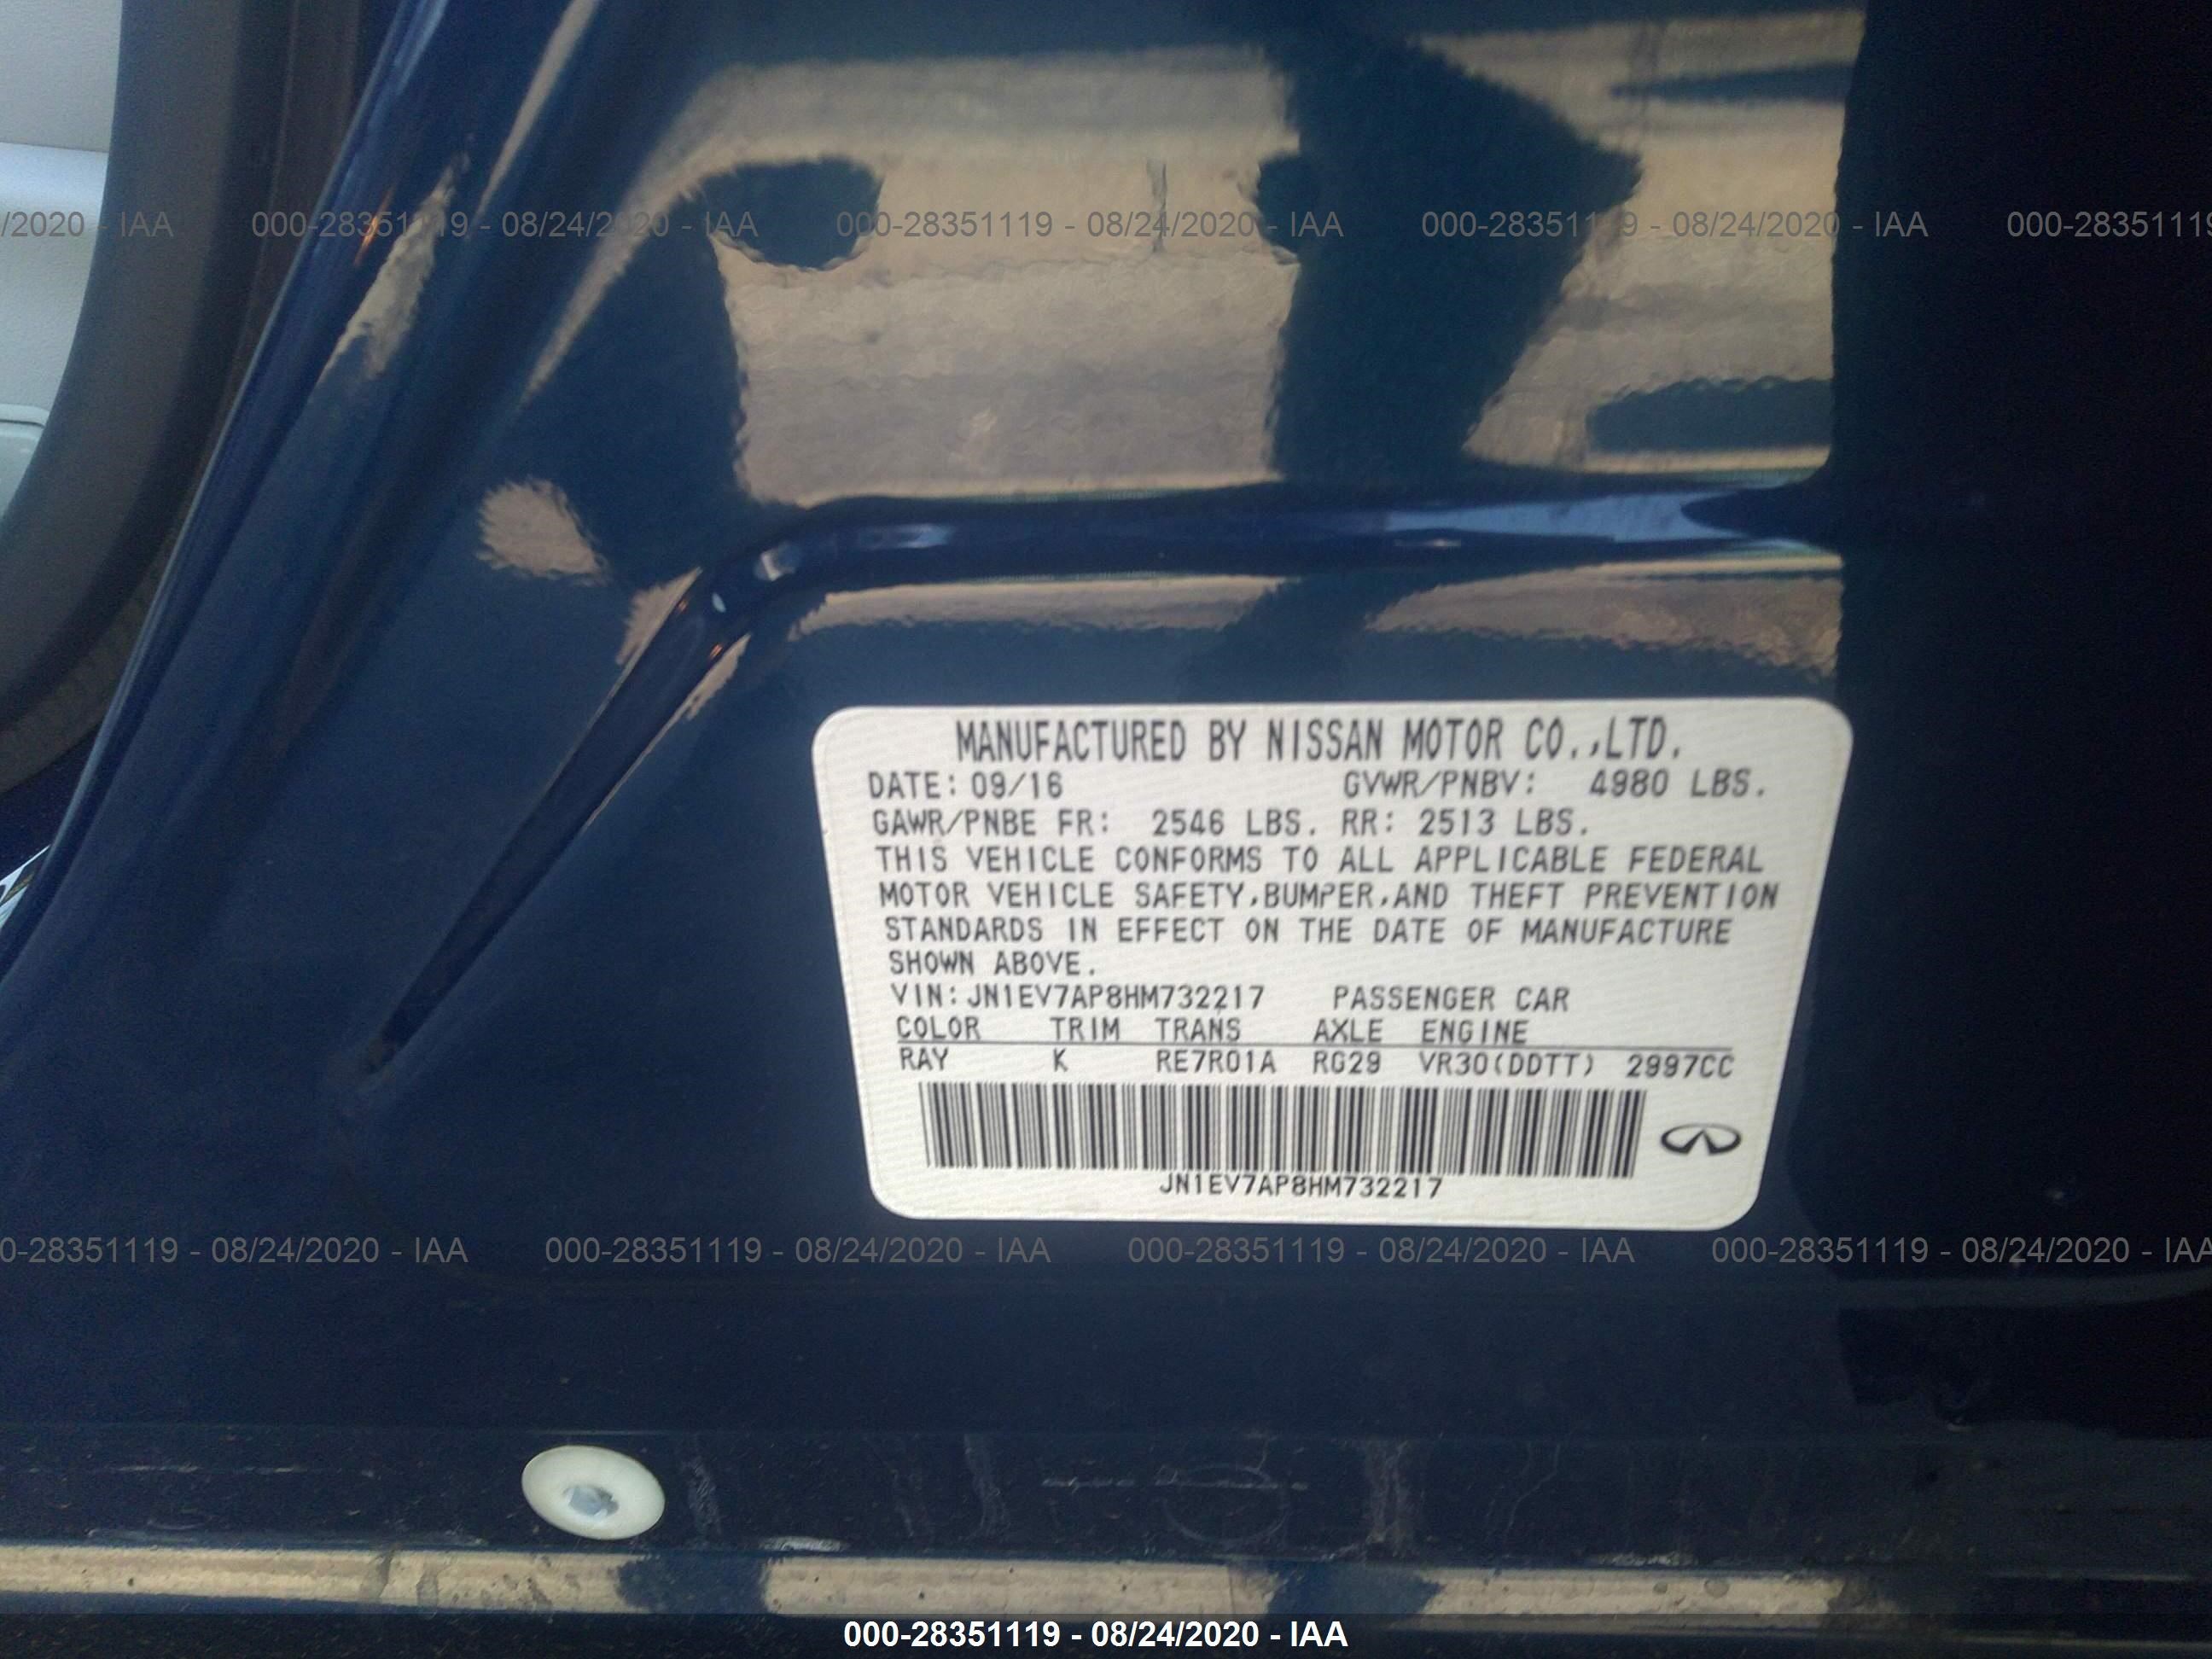 /2020 - IAA 000-28351119 - 08/24/2020 - IAA 000-28351119 - 08/24/2020 - IAA 000-28351119 - 08/24/2020 - IAA 000-28351119
MANUFACTURED BY NISSAN MOTOR CO.,LTD.
DATE: 09/16 GVWR/PNBV: 4980 LBS.
GAWR/PNBE FR: 2546 LBS. RR: 2513 LBS.
THIS VEHICLE CONFORMS TO ALL APPLICABLE FEDERAL
MOTOR VEHICLE SAFETY,BUMPER,AND THEFT PREVENTION
STANDARDS IN EFFECT ON THE DATE OF MANUFACTURE
SHOWN ABOVE.
VIN: JN1EV7AP8HM732217 PASSENGER CAR
COLOR TRIM TRANS AXLE ENGINE
RAY K RE7R01A RG29 VR30(DDTT) 2997CC
JN1EV7AP8HM732217
0-28351119 - 08/24/2020 - IAA 000-28351119 - 08/24/2020 - IAA 000-28351119 - 08/24/2020 - IAA 000-28351119 - 08/24/2020 - IAA
000-28351119 - 08/24/2020 - IAA